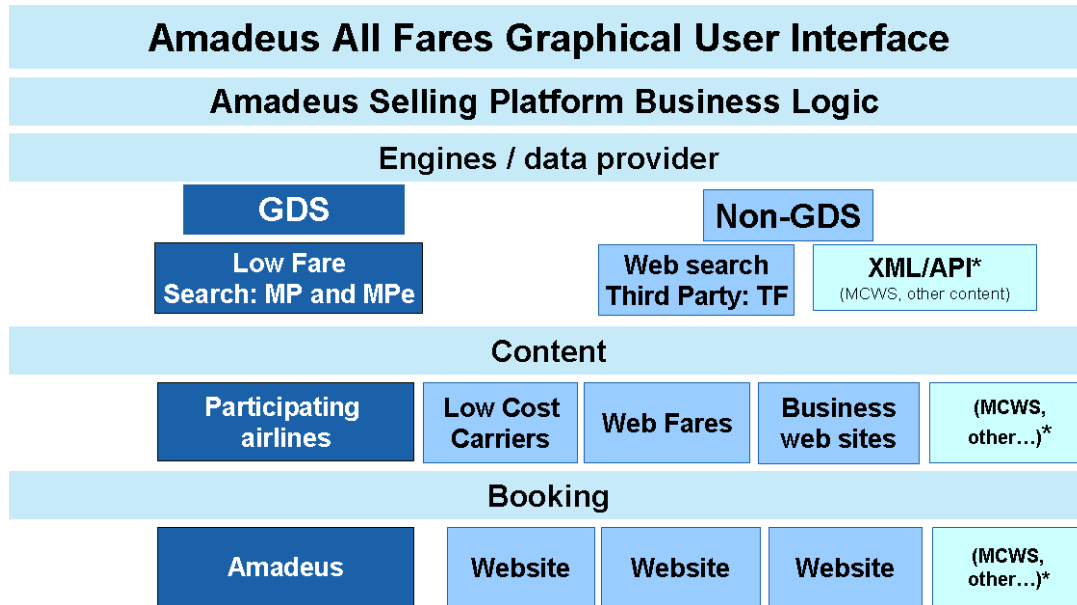 Amadeus All Fares Graphical User Interface
Amadeus Selling Platform Business Logic
Engines / data provider
GDS
Non-GDS
Low Fare
Search: MP and MPe
Web search
Third Party: TF
XML/API*
(MCWS, other content)
Content
Participating
airlines
Low Cost
Carriers
Web Fares
Business
web sites
(MCWS,
other...)*
Booking
Amadeus
Website
Website
Website
(MCWS,
other...)*